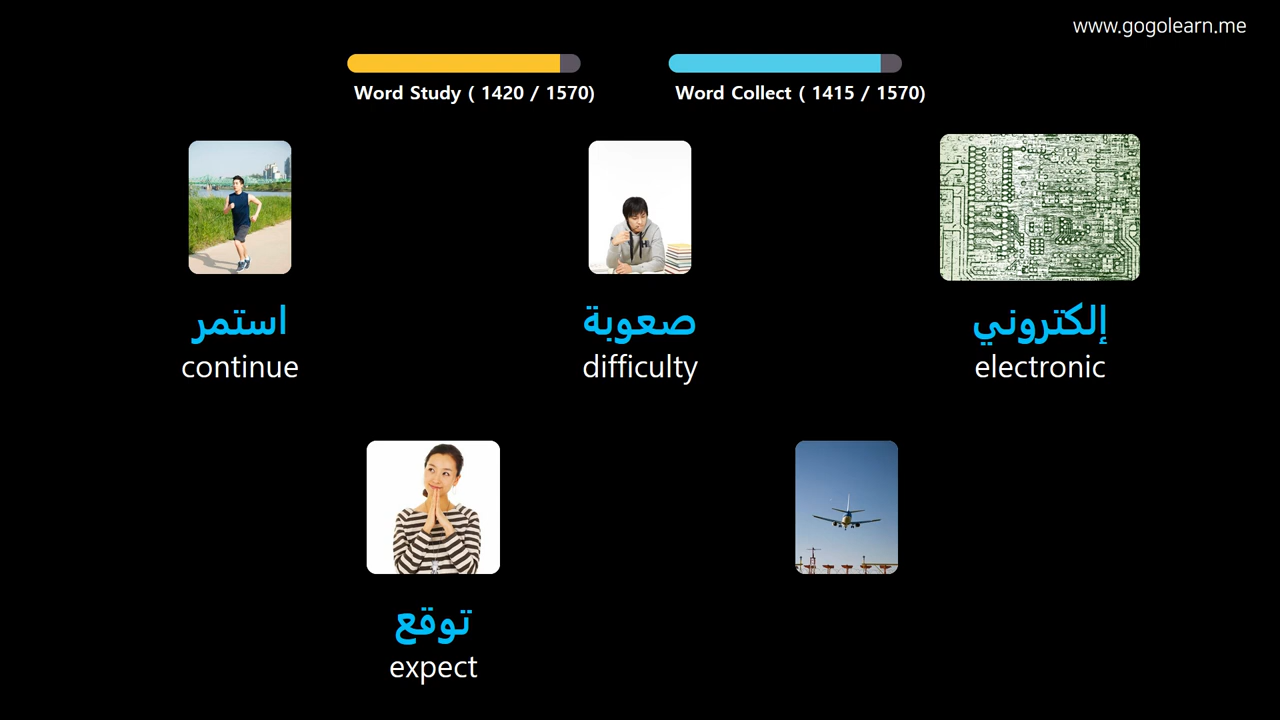 www.gogolearn.me
Word Study ( 1420 / 1570)
Word Collect ( 1415 / 1570)
استمر
continue
صعوبة
difficulty
إلكتروني
electronic
توقع
expect